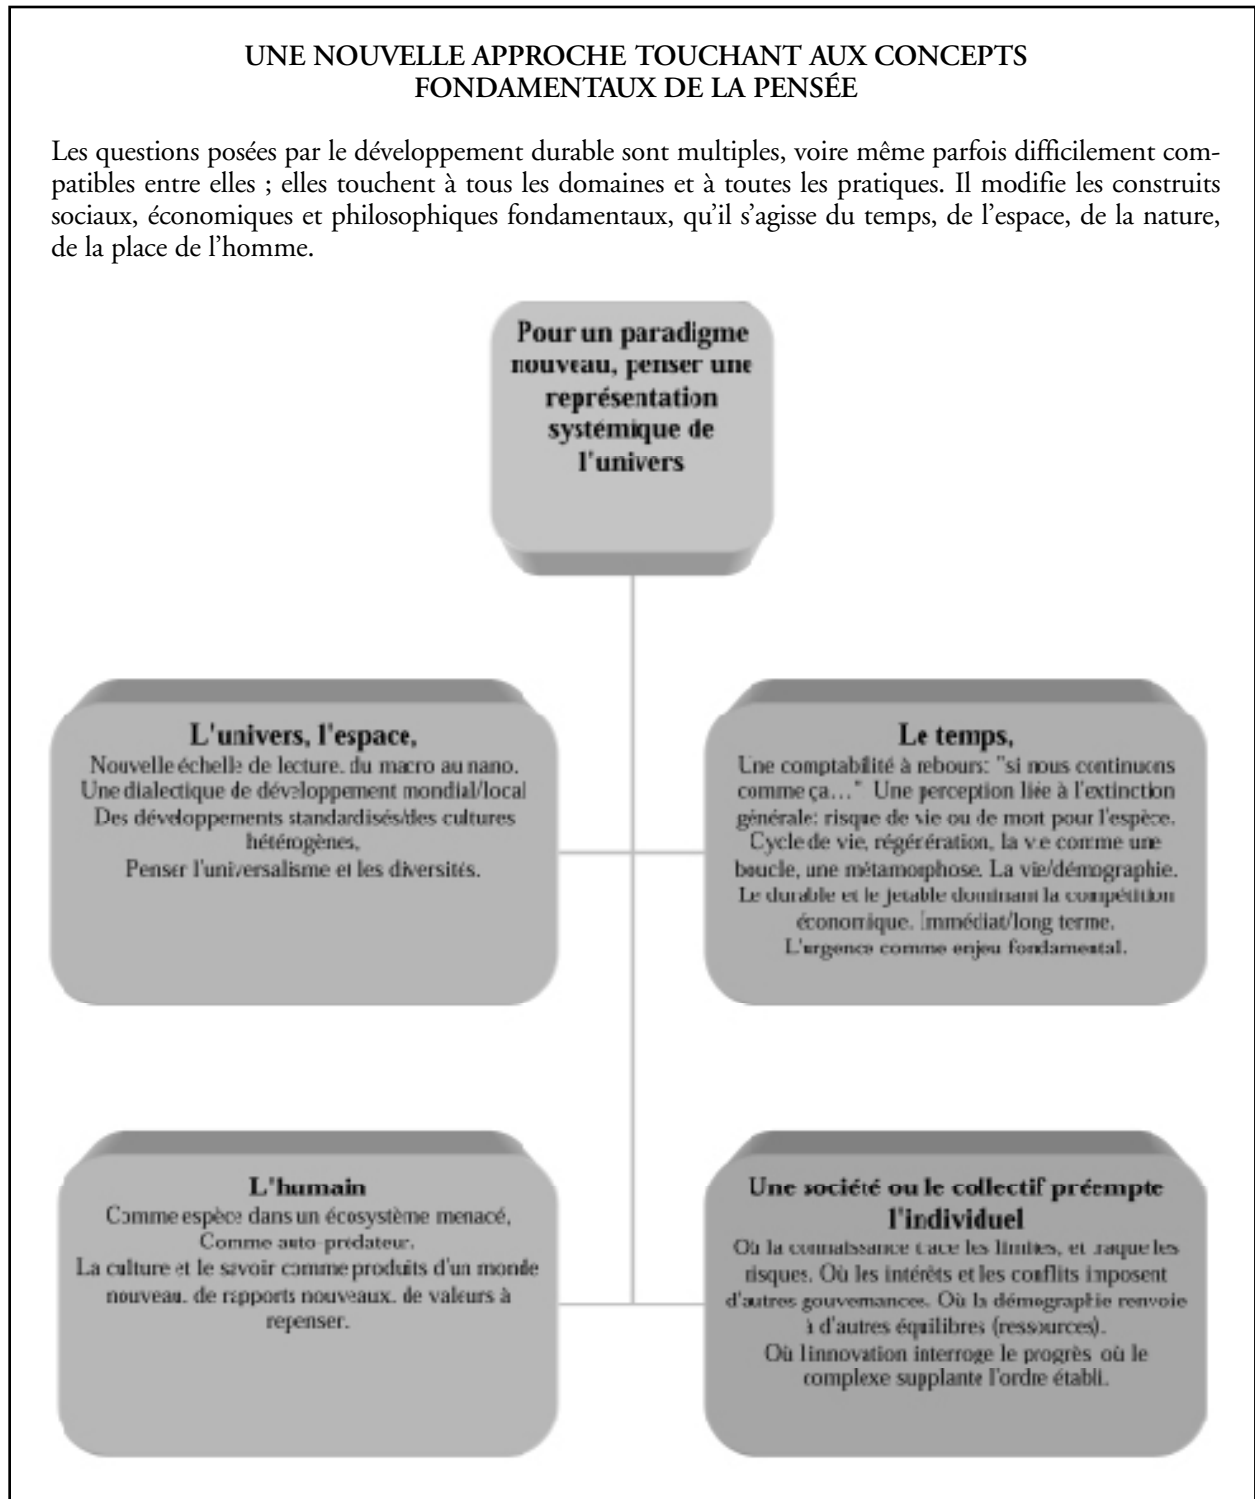 UNE NOUVELLE APPROCHE TOUCHANT AUX CONCEPTS
FONDAMENTAUX DE LA PENSÉE
Les questions posées par le développement durable sont multiples, voire même parfois difficilement com-
patibles entre elles ; elles touchent à tous les domaines et à toutes les pratiques. Il modifie les construits
sociaux, économiques et philosophiques fondamentaux, qu’il s’agisse du temps, de l’espace, de la nature,
de la place de l’homme.
Pour un paradigme
nouveau, penser une
représentation
systémique de
l'univers
L'univers, l'espace,
Nouvelle échelle de lecture. du macro au nano.
Une dialectique de développement mondial/local
Des développements standardisés/des cultures
hétérogènes,
Penser l'universalisme et les diversités.
Le temps,
Une comptabilité à rebours: "si nous continuons
comme ça…" Une perception liée à l'extinction
générale: risque de vie ou de mort pour l'espèce.
Cycle de vie, régérération, la vie comme une
boucle, une métamorphose. La vie/démographie.
Le durable et le jetable dominant la compétition
économique. Immédiat/long terme.
L'urgence comme enjeu fondamental.
L'humain
Comme espèce dans un écosystème menacé,
Comme auto-prédateur.
La culture et le savoir comme produits d'un monde
nouveau. de rapports nouveaux. de valeurs à
repenser.
Une société ou le collectif préempte
l'individuel
Où la connaissance trace les limites, et traque les
risques. Où les intérêts et les conflits imposent
d'autres gouvernances. Où la démographie renvoie
à d'autres équilibres (ressources).
Où l'innovation interroge le progrès où le
complexe supplante l'ordre établi.